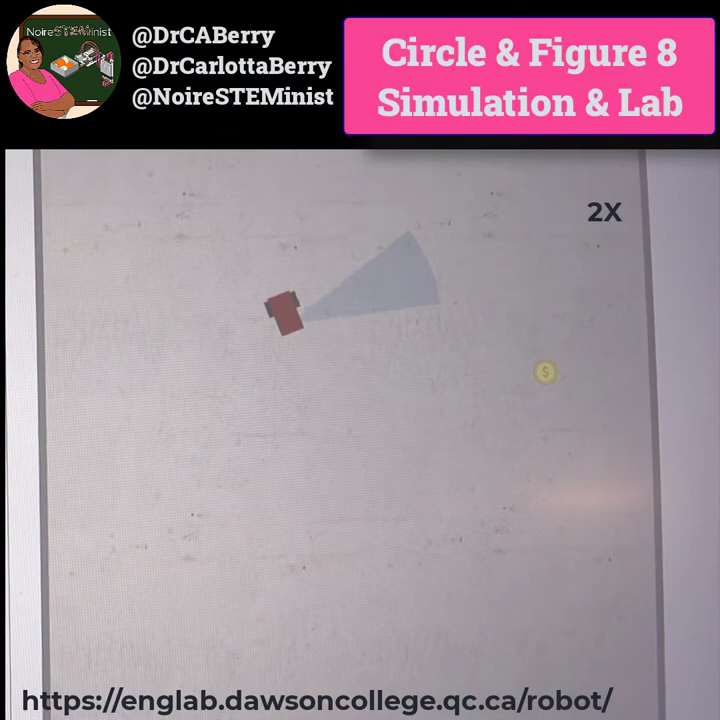 NoireSTEMinist
@DrCABerry
@DrCarlottaBerry
@NoireSTEMinist
Circle & Figure 8
Simulation & Lab
2X
$
https://englab.dawsoncollege.qc.ca/robot/